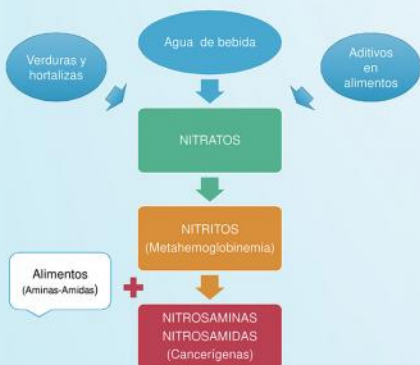 Verduras y
hortalizas
Agua de bebida
Aditivos
en
alimentos
NITRATOS
NITRITOS
(Metahemoglobinemia)
Alimentos
(Aminas-Amidas)
NITROSAMINAS
NITROSAMIDAS
(Cancerígenas)